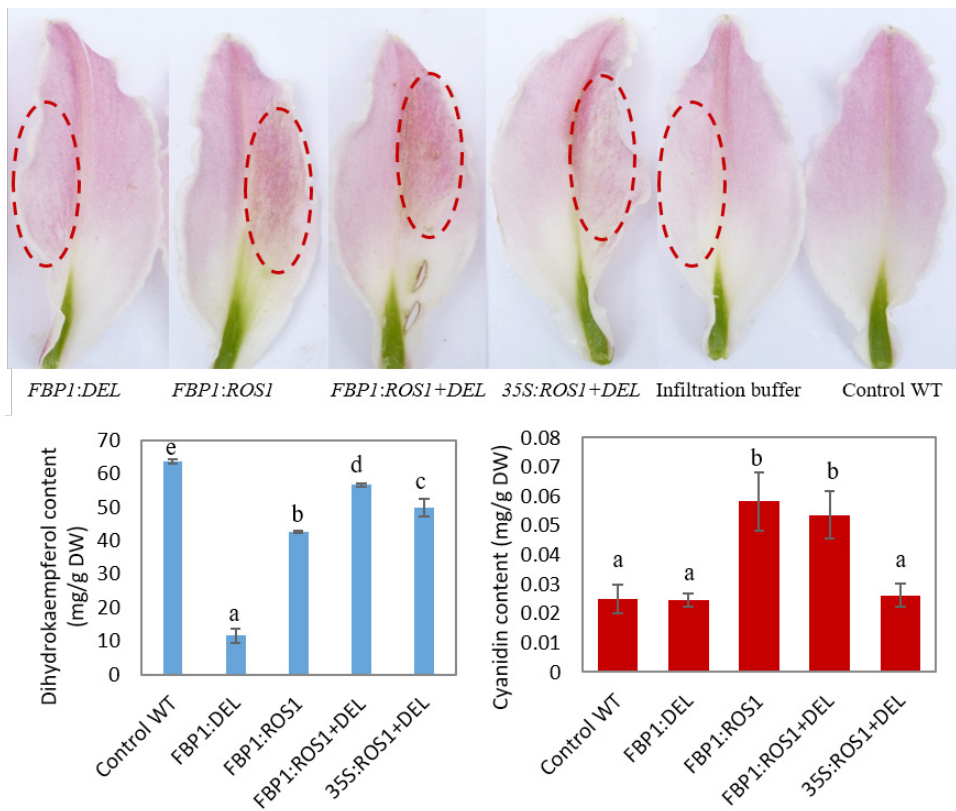 FBP1:DEL FBP1:ROS1 FBP1:ROS1+DEL 35S:ROS1+DEL Infiltration buffer Control WT
Dihydrokaempferol content
(mg/g DW)
70
60
50
40
30
20
10
0
e
a
b
d
c
Control WT
FBP1:DEL
FBP1:ROS1
FBP1:ROS1+DEL
35S:ROS1+DEL
Cyanidin content (mg/g DW)
0.08
0.07
0.06
0.05
0.04
0.03
0.02
0.01
0
a
a
b
b
a
Control WT
FBP1:DEL
FBP1:ROS1
FBP1:ROS1+DEL
35S:ROS1+DEL